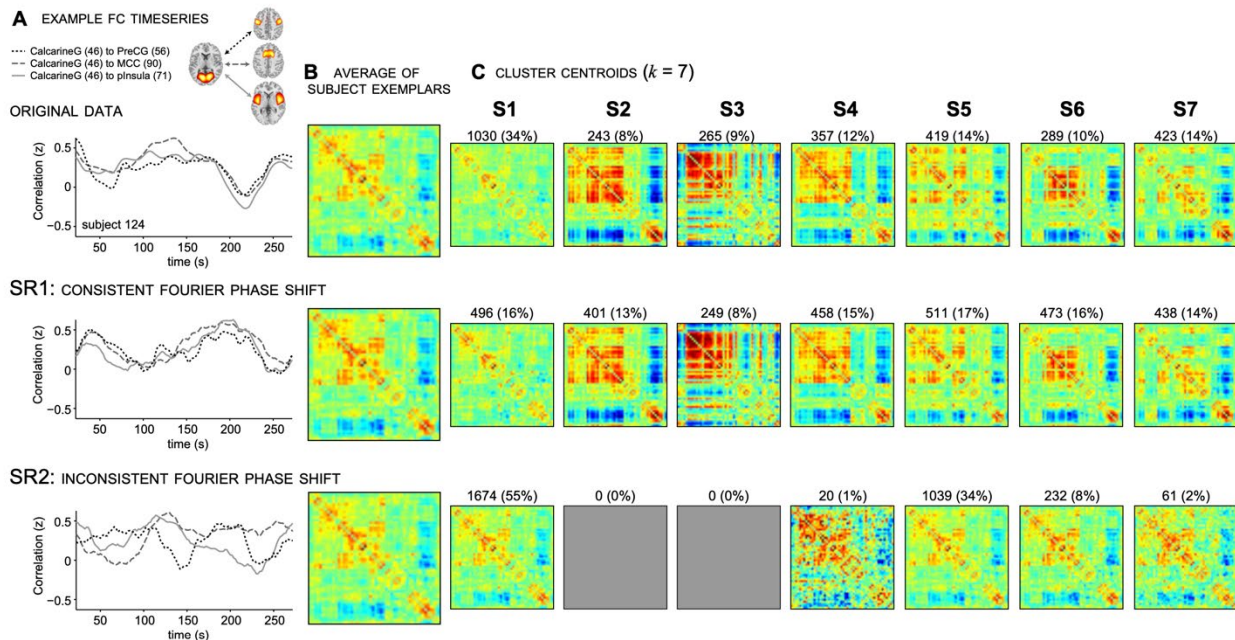 A EXAMPLE FC TIMESERIES
CalcarineG (46) to PreCG (56)
CalcarineG (46) to MCC (90)
CalcarineG (46) to pInsula (71)
B AVERAGE OF
SUBJECT EXEMPLARS
C CLUSTER CENTROIDS (k = 7)
S1 S2 S3 S4 S5 S6 S7
ORIGINAL DATA
1030 (34%) 243 (8%) 265 (9%) 357 (12%) 419 (14%) 289 (10%) 423 (14%)
Correlation (z)
0.5
0
−0.5
subject 124
50 100 150 200 250
time (s)
SR1: CONSISTENT FOURIER PHASE SHIFT
496 (16%) 401 (13%) 249 (8%) 458 (15%) 511 (17%) 473 (16%) 438 (14%)
Correlation (z)
0.5
0
−0.5
50 100 150 200 250
time (s)
SR2: INCONSISTENT FOURIER PHASE SHIFT
1674 (55%) 0 (0%) 0 (0%) 20 (1%) 1039 (34%) 232 (8%) 61 (2%)
Correlation (z)
0.5
0
−0.5
50 100 150 200 250
time (s)